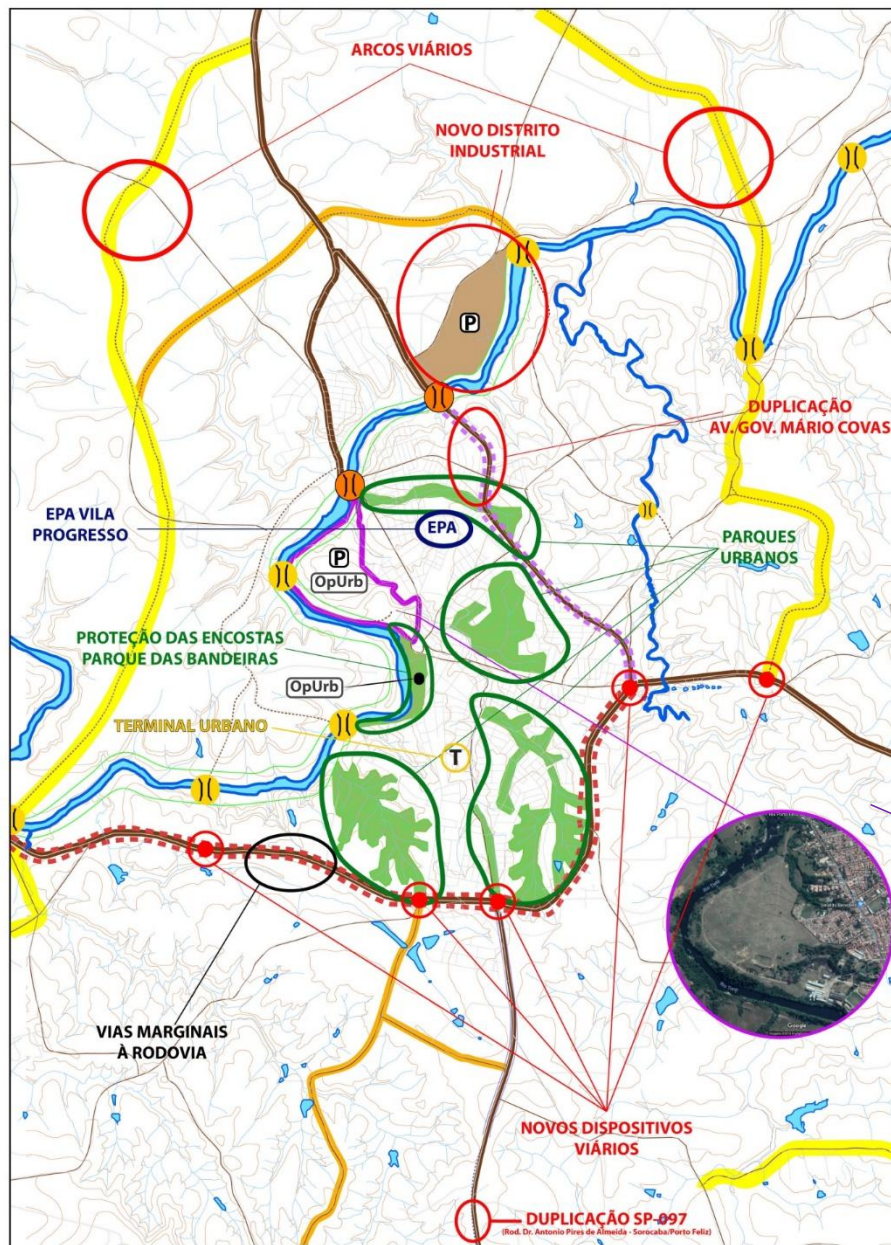 ARCOS VIÁRIOS
NOVO DISTRITO
INDUSTRIAL
P
DUPLICAÇÃO
AV. GOV. MÁRIO COVAS
EPA VILA
PROGRESSO
EPA
PARQUES
URBANOS
P
OpUrb
PROTEÇÃO DAS ENCOSTAS
PARQUE DAS BANDEIRAS
OpUrb
TERMINAL URBANO
T
Google
VIAS MARGINAIS
À RODOVIA
NOVOS DISPOSITIVOS
VIÁRIOS
DUPLICAÇÃO SP-097
(Rod. Dr. Antonio Pires de Almeida - Sorocaba/Porto Feliz)